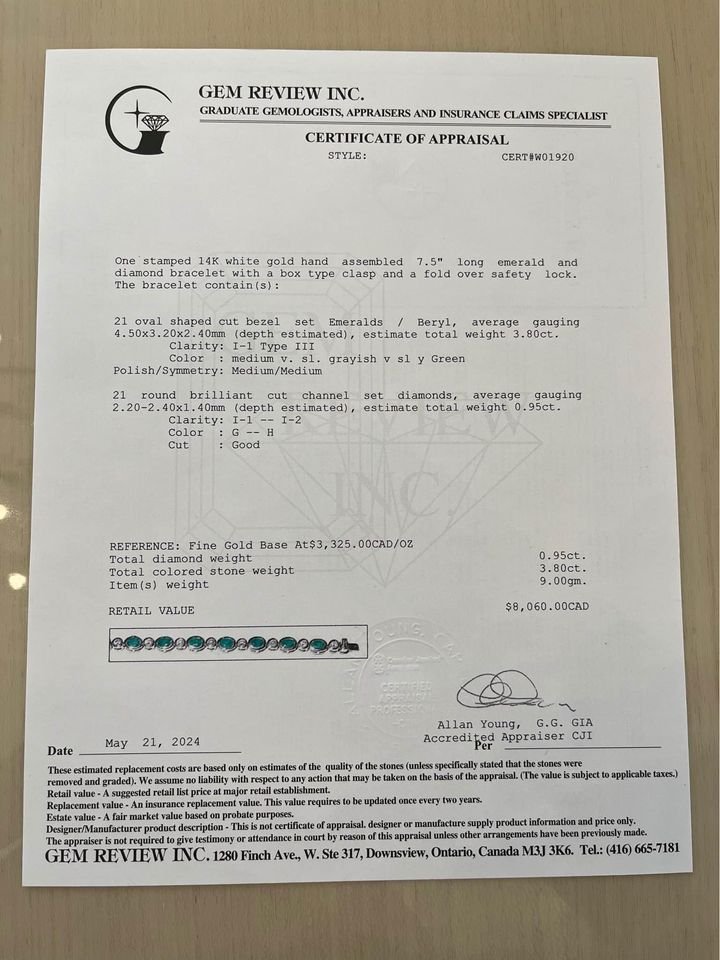 GEM REVIEW INC.
GRADUATE GEMOLOGISTS, APPRAISERS AND INSURANCE CLAIMS SPECIALIST
CERTIFICATE OF APPRAISAL
STYLE: CERT#W01920
One stamped 14K white gold hand assembled 7.5" long emerald and
diamond bracelet with a box type clasp and a fold over safety lock.
The bracelet contain(s):
21 oval shaped cut bezel set Emeralds / Beryl, average gauging
4.50x3.20x2.40mm (depth estimated), estimate total weight 3.80ct.
Clarity: I-1 Type III
Color : medium v. sl. grayish v sl y Green
Polish/Symmetry: Medium/Medium
21 round brilliant cut channel set diamonds, average gauging
2.20-2.40x1.40mm (depth estimated), estimate total weight 0.95ct.
Clarity: I-1 -- I-2
Color : G -- H
Cut : Good
REVIEW
INC.
REFERENCE: Fine Gold Base At$3,325.00CAD/OZ
Total diamond weight 0.95ct.
Total colored stone weight 3.80ct.
Item(s) weight 9.00gm.
RETAIL VALUE $8,060.00CAD
CERTIFIED
APPRAISAL
PROFESSIONAL
Allan Young, G.G. GIA
Accredited Appraiser CJI
Date May 21, 2024 Per
These estimated replacement costs are based only on estimates of the quality of the stones (unless specifically stated that the stones were
removed and graded). We assume no liability with respect to any action that may be taken on the basis of the appraisal. (The value is subject to applicable taxes.)
Retail value - A suggested retail list price at major retail establishment.
Replacement value - An insurance replacement value. This value requires to be updated once every two years.
Estate value - A fair market value based on probate purposes.
Designer/Manufacturer product description - This is not certificate of appraisal. designer or manufacture supply product information and price only.
The appraiser is not required to give testimony or attendance in court by reason of this appraisal unless other arrangements have been previously made.
GEM REVIEW INC. 1280 Finch Ave., W. Ste 317, Downsview, Ontario, Canada M3J 3K6. Tel.: (416) 665-7181